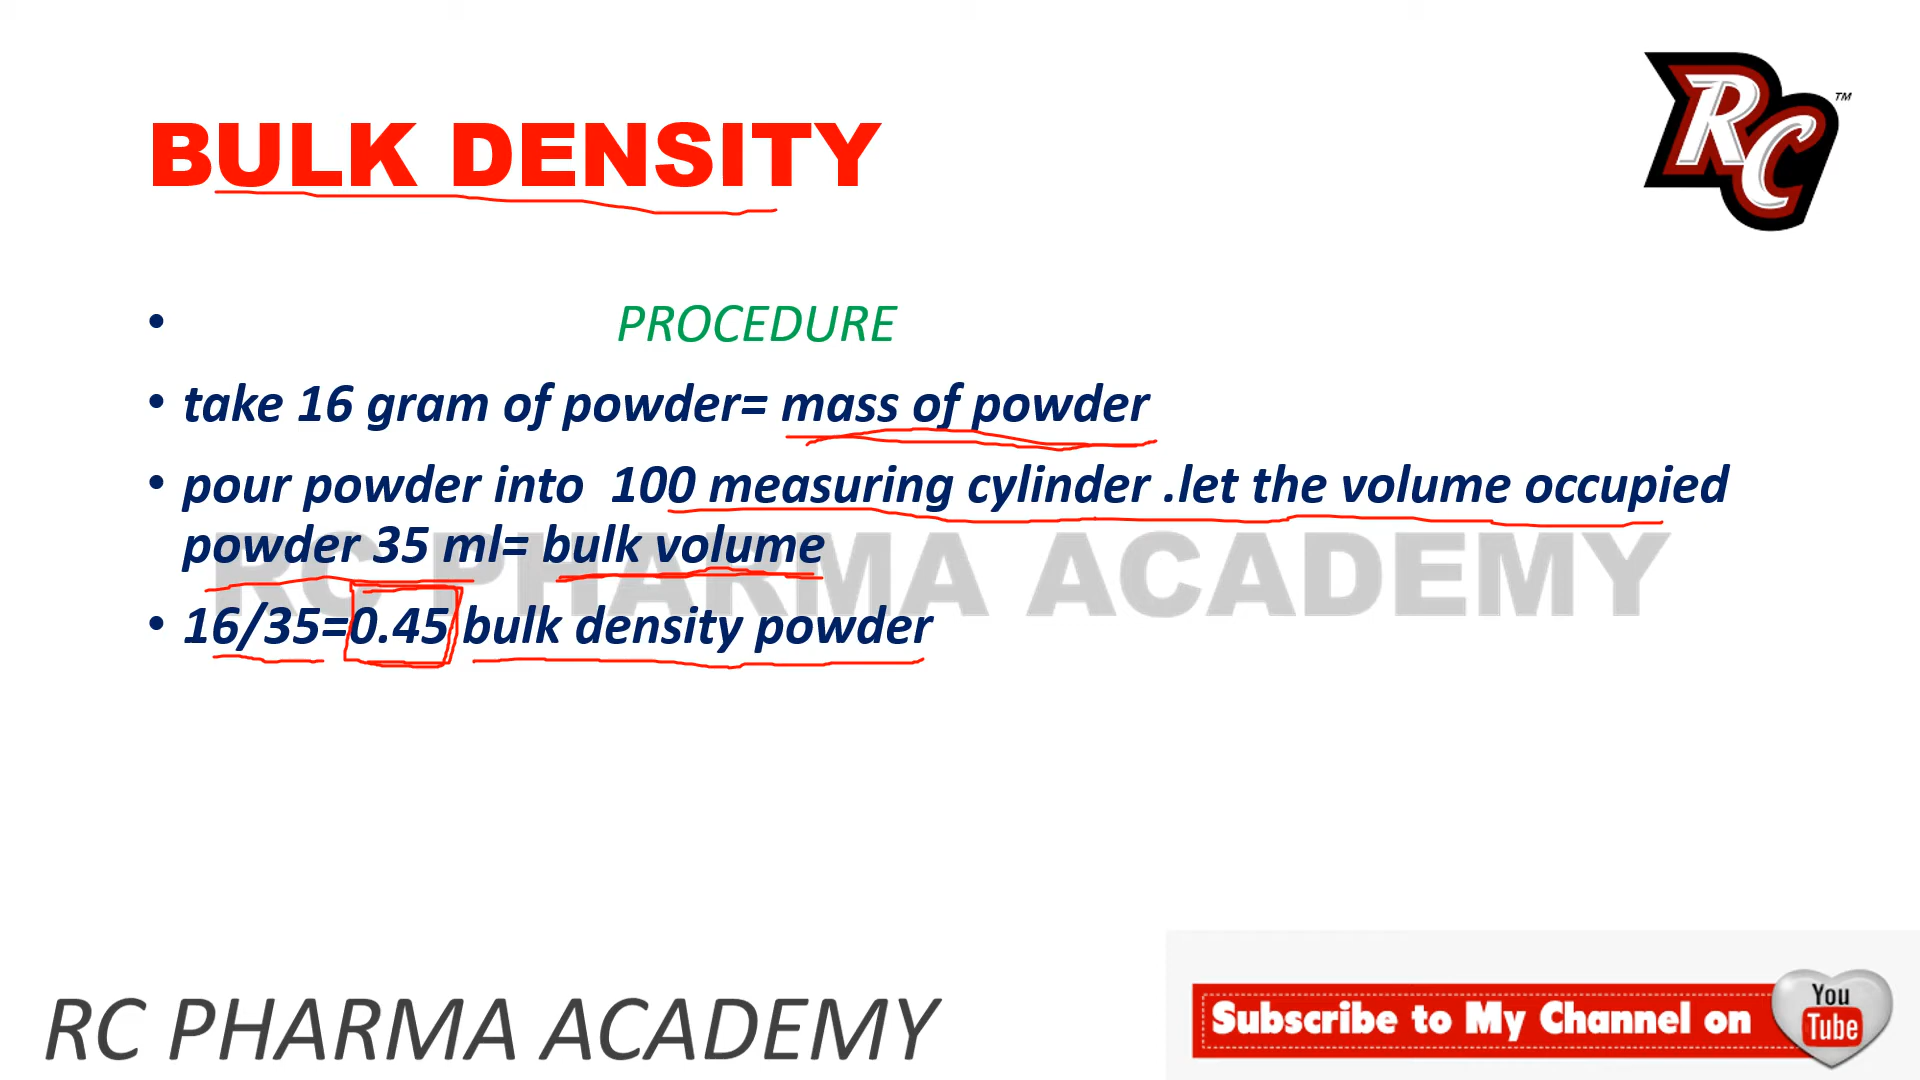 BULK DENSITY
RC
TM
• PROCEDURE
• take 16 gram of powder= mass of powder
• pour powder into 100 measuring cylinder .let the volume occupied
powder 35 ml= bulk volume
RC PHARMA ACADEMY
• 16/35=0.45 bulk density powder
RC PHARMA ACADEMY
Subscribe to My Channel on
You
Tube